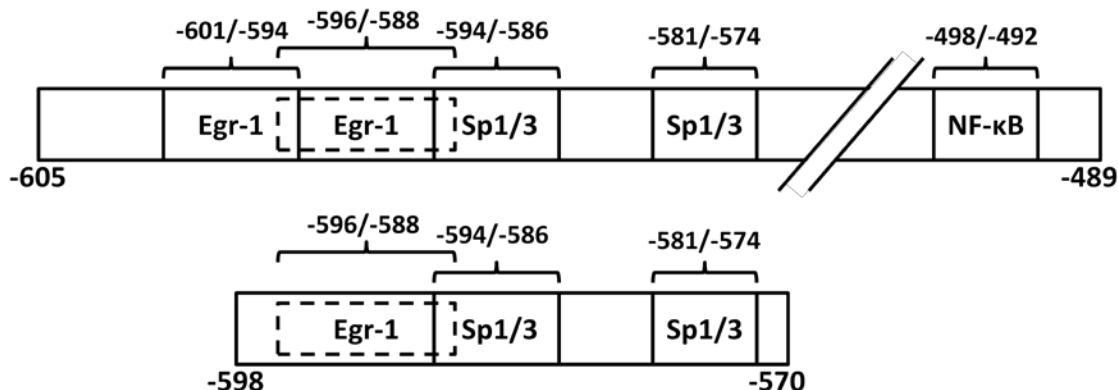 -601/-594 -596/-588 -594/-586 -581/-574 -498/-492
Egr-1 Egr-1 Sp1/3 Sp1/3 NF-κB
-605 -489
-596/-588 -594/-586 -581/-574
Egr-1 Sp1/3 Sp1/3
-598 -570